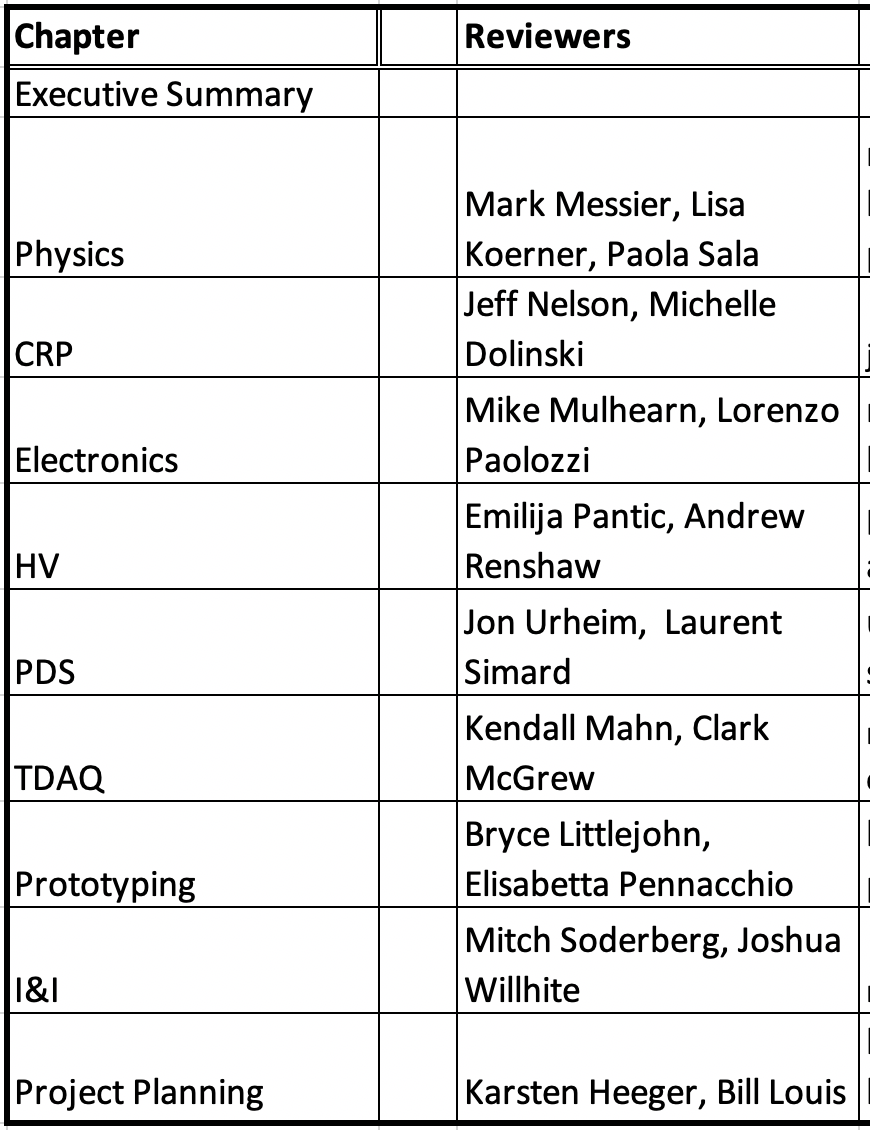 Chapter Reviewers
Executive Summary
Mark Messier, Lisa
Physics Koerner, Paola Sala
Jeff Nelson, Michelle
CRP Dolinski
Mike Mulhearn, Lorenzo
Electronics Paolozzi
Emilija Pantic, Andrew
HV Renshaw
Jon Urheim,  Laurent
PDS Simard
Kendall Mahn, Clark
TDAQ McGrew
Bryce Littlejohn,
Prototyping Elisabetta Pennacchio
Mitch Soderberg, Joshua
I&I Willhite
Project Planning Karsten Heeger, Bill Louis